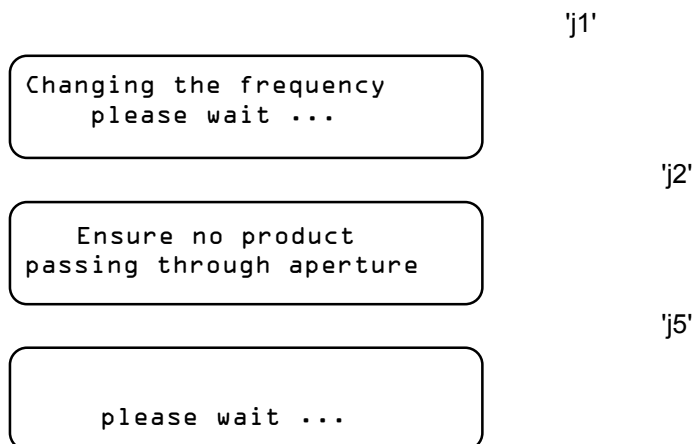 'j1'
Changing the frequency
please wait ...
'j2'
Ensure no product
passing through aperture
'j5'
please wait ...